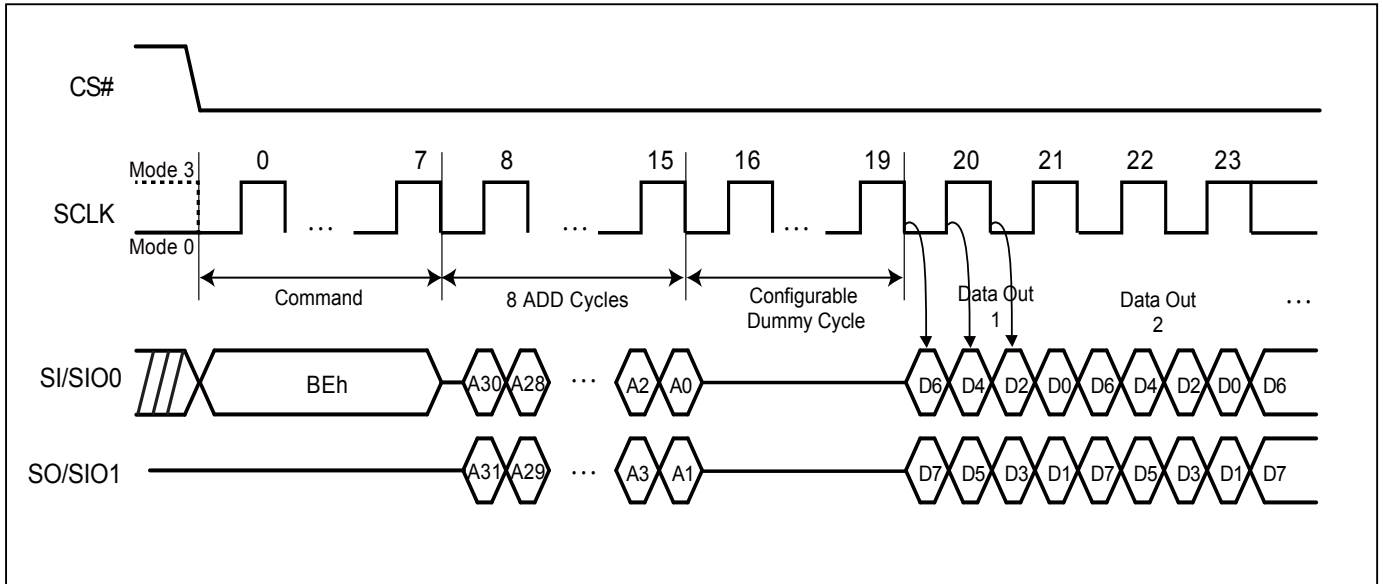 CS#
0 7 8 15 16 19 20 21 22 23
Mode 3
SCLK
... ... ...
Mode 0
Command
8 ADD Cycles
Configurable
Dummy Cycle
Data Out
1
Data Out
2
...
SI/SIO0
BEh
A30 A28 ... A2 A0
D6 D4 D2 D0 D6 D4 D2 D0 D6
SO/SIO1
A31 A29 ... A3 A1
D7 D5 D3 D1 D7 D5 D3 D1 D7